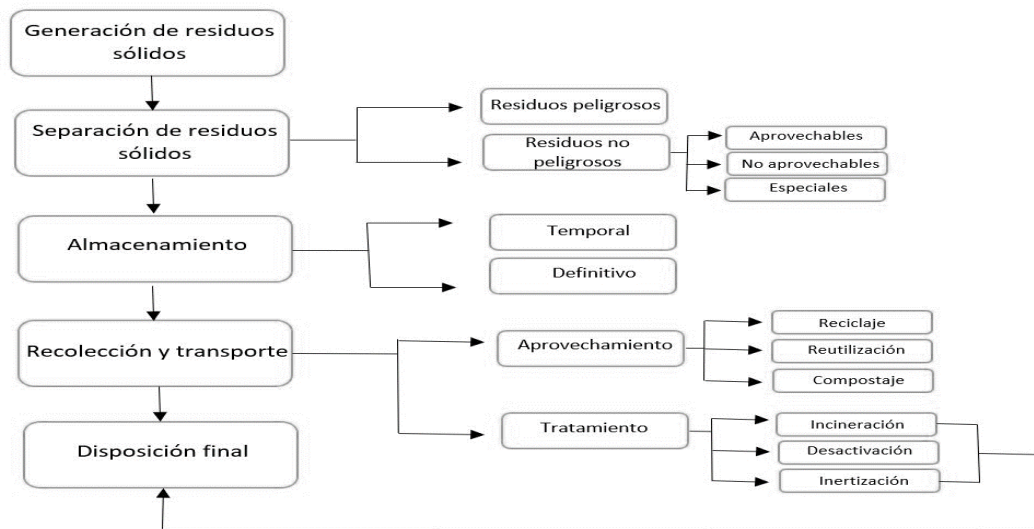 Generación de residuos
sólidos
Separación de residuos
sólidos
Residuos peligrosos
Residuos no
peligrosos
Aprovechables
No aprovechables
Especiales
Almacenamiento
Temporal
Definitivo
Recolección y transporte
Aprovechamiento
Reciclaje
Reutilización
Compostaje
Tratamiento
Incineración
Desactivación
Inertización
Disposición final